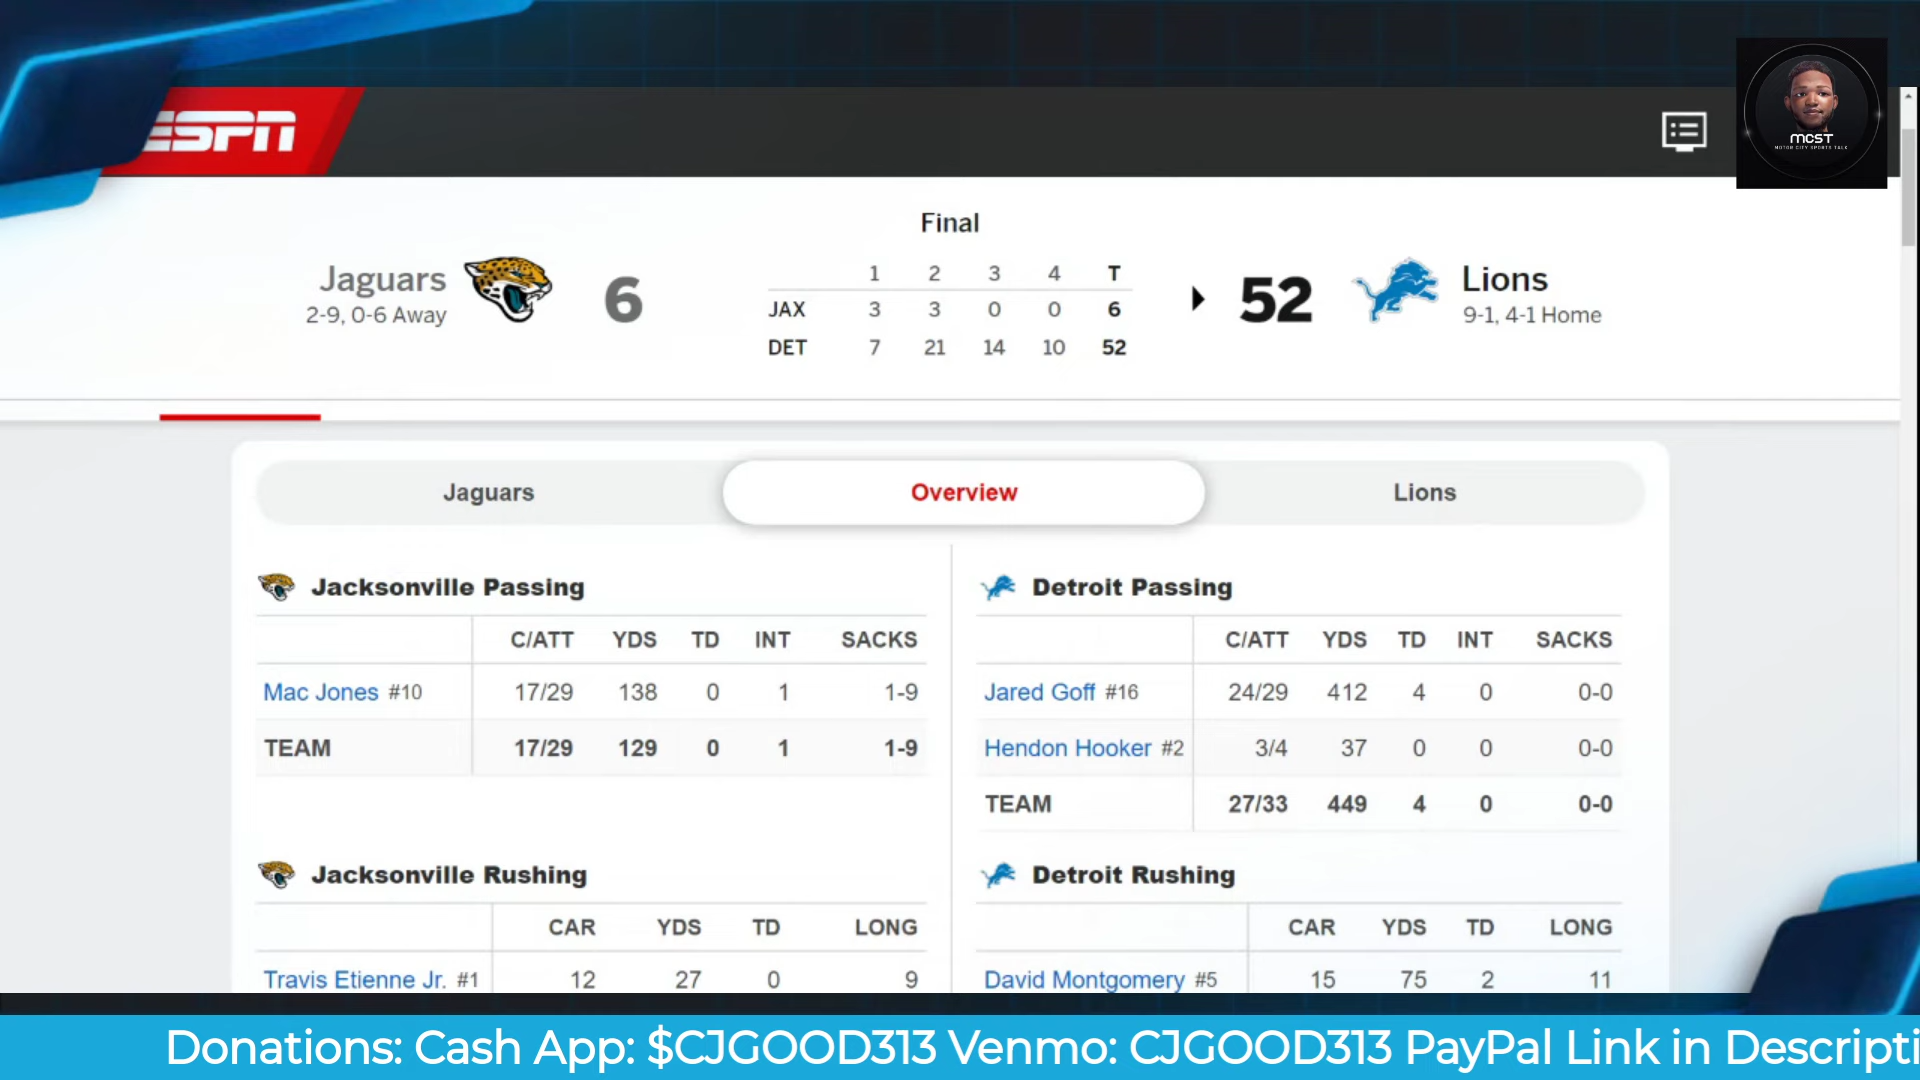 ESPN
MCST
MOTOR CITY SPORTS TALK
Final
Jaguars
2-9, 0-6 Away
6
1 2 3 4 T
JAX 3 3 0 0 6
DET 7 21 14 10 52
52
Lions
9-1, 4-1 Home
Jaguars Overview Lions
Jacksonville Passing
C/ATT YDS TD INT SACKS
Mac Jones #10 17/29 138 0 1 1-9
TEAM 17/29 129 0 1 1-9
Detroit Passing
C/ATT YDS TD INT SACKS
Jared Goff #16 24/29 412 4 0 0-0
Hendon Hooker #2 3/4 37 0 0 0-0
TEAM 27/33 449 4 0 0-0
Jacksonville Rushing
CAR YDS TD LONG
Travis Etienne Jr. #1 12 27 0 9
Detroit Rushing
CAR YDS TD LONG
David Montgomery #5 15 75 2 11
Donations: Cash App: $CJGOOD313 Venmo: CJGOOD313 PayPal Link in Descripti